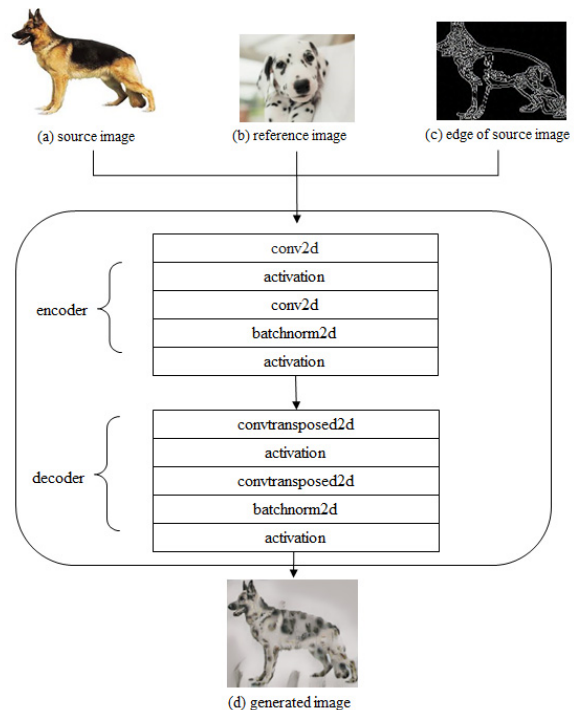 (a) source image
(b) reference image
(c) edge of source image
encoder
conv2d
activation
conv2d
batchnorm2d
activation
decoder
convtransposed2d
activation
convtransposed2d
batchnorm2d
activation
(d) generated image